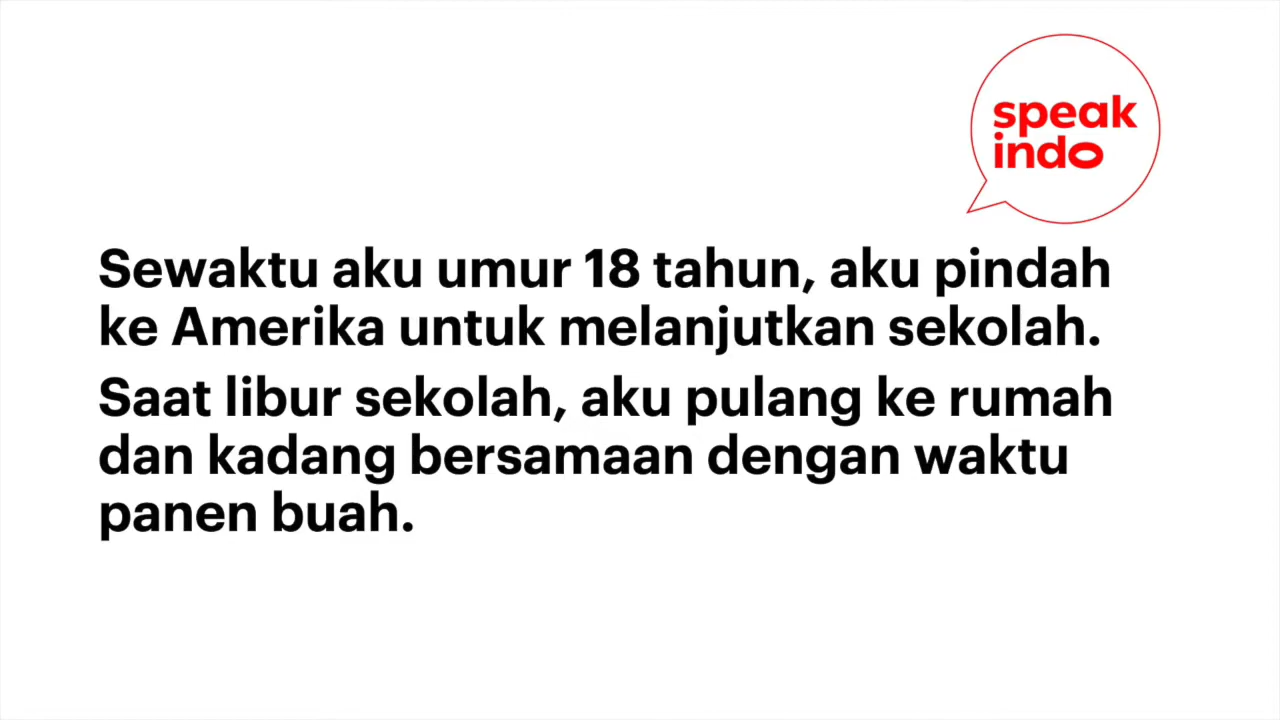 speak
indo
Sewaktu aku umur 18 tahun, aku pindah
ke Amerika untuk melanjutkan sekolah.
Saat libur sekolah, aku pulang ke rumah
dan kadang bersamaan dengan waktu
panen buah.